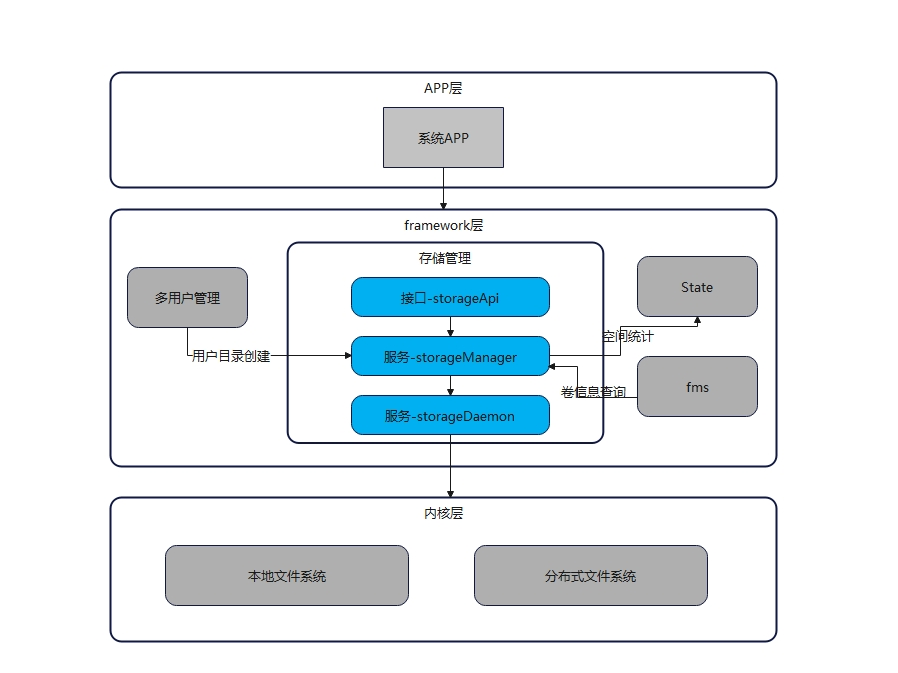 APP层
系统APP
framework层
存储管理
多用户管理
接口-storageApi
State
空间统计
用户目录创建
服务-storageManager
卷信息查询
fms
服务-storageDaemon
内核层
本地文件系统
分布式文件系统